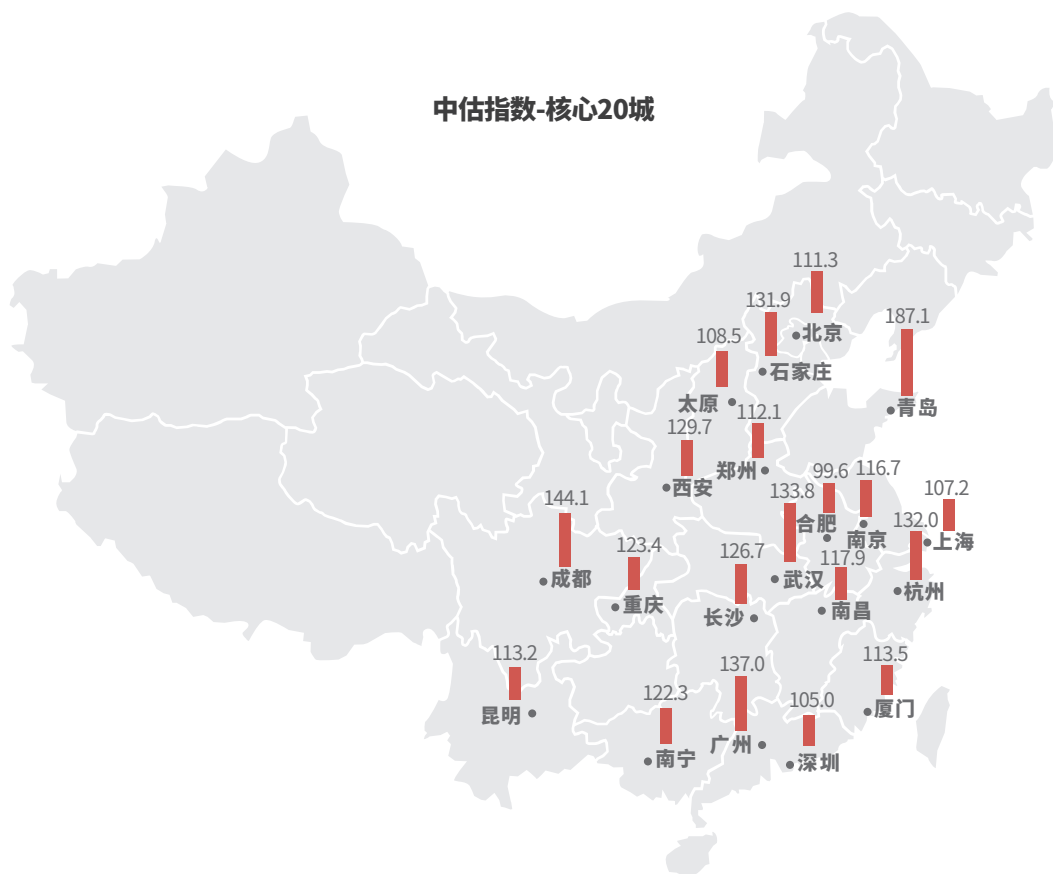 中估指数-核心20城
111.3
北京
131.9
石家庄
187.1
青岛
108.5
太原
112.1
郑州
129.7
西安
99.6
合肥
116.7
南京
107.2
上海
133.8
武汉
132.0
杭州
144.1
成都
123.4
重庆
126.7
长沙
117.9
南昌
113.2
昆明
137.0
广州
113.5
厦门
122.3
南宁
105.0
深圳